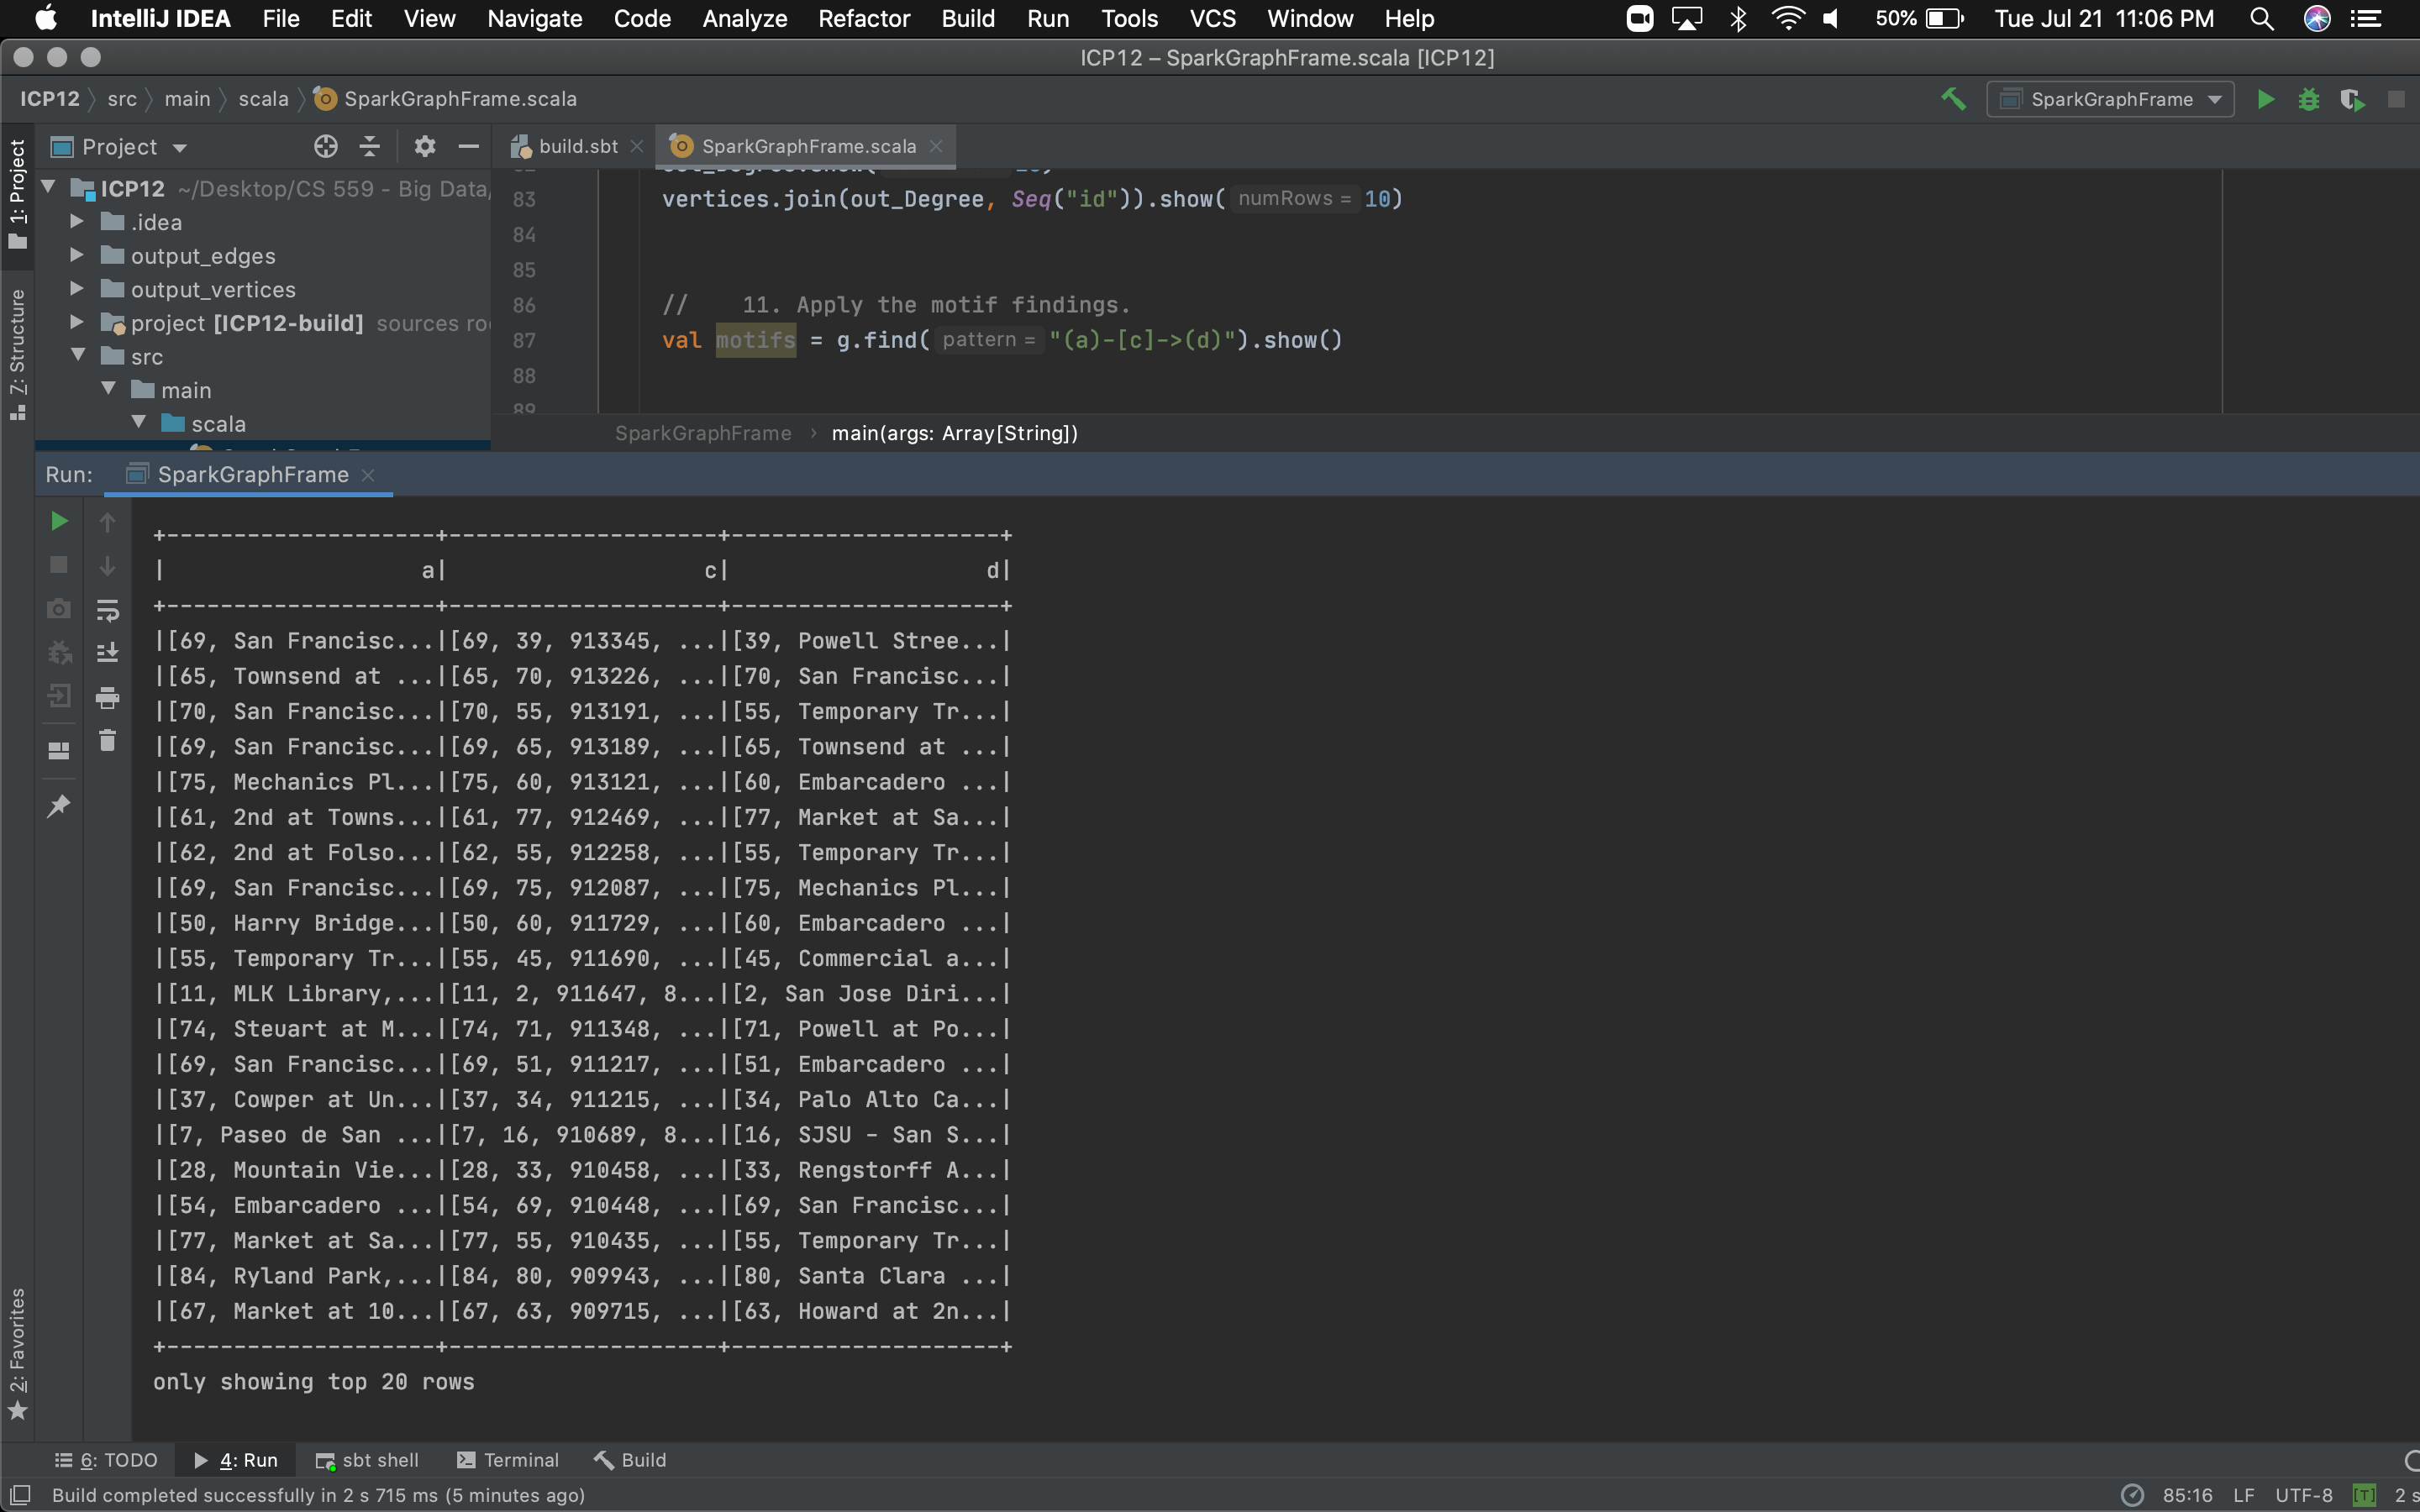 IntelliJ IDEA File Edit View Navigate Code Analyze Refactor Build Run Tools VCS Window Help 50% Tue Jul 21 11:06 PM
ICP12 – SparkGraphFrame.scala [ICP12]
ICP12 src main scala SparkGraphFrame.scala SparkGraphFrame
1: Project
Z: Structure
2: Favorites
Project build.sbt SparkGraphFrame.scala
ICP12 ~/Desktop/CS 559 - Big Data/
.idea
output_edges
output_vertices
project [ICP12-build] sources roo
src
main
scala
83 vertices.join(out_Degree, Seq("id")).show( numRows = 10)
84
85
86 // 11. Apply the motif findings.
87 val motifs = g.find( pattern = "(a)-[c]->(d)").show()
88
89
SparkGraphFrame › main(args: Array[String])
Run: SparkGraphFrame
+--------------------+--------------------+--------------------+
| a| c| d|
+--------------------+--------------------+--------------------+
|[69, San Francisc...|[69, 39, 913345, ...|[39, Powell Stree...|
|[65, Townsend at ...|[65, 70, 913226, ...|[70, San Francisc...|
|[70, San Francisc...|[70, 55, 913191, ...|[55, Temporary Tr...|
|[69, San Francisc...|[69, 65, 913189, ...|[65, Townsend at ...|
|[75, Mechanics Pl...|[75, 60, 913121, ...|[60, Embarcadero ...|
|[61, 2nd at Towns...|[61, 77, 912469, ...|[77, Market at Sa...|
|[62, 2nd at Folso...|[62, 55, 912258, ...|[55, Temporary Tr...|
|[69, San Francisc...|[69, 75, 912087, ...|[75, Mechanics Pl...|
|[50, Harry Bridge...|[50, 60, 911729, ...|[60, Embarcadero ...|
|[55, Temporary Tr...|[55, 45, 911690, ...|[45, Commercial a...|
|[11, MLK Library,...|[11, 2, 911647, 8...|[2, San Jose Diri...|
|[74, Steuart at M...|[74, 71, 911348, ...|[71, Powell at Po...|
|[69, San Francisc...|[69, 51, 911217, ...|[51, Embarcadero ...|
|[37, Cowper at Un...|[37, 34, 911215, ...|[34, Palo Alto Ca...|
|[7, Paseo de San ...|[7, 16, 910689, 8...|[16, SJSU - San S...|
|[28, Mountain Vie...|[28, 33, 910458, ...|[33, Rengstorff A...|
|[54, Embarcadero ...|[54, 69, 910448, ...|[69, San Francisc...|
|[77, Market at Sa...|[77, 55, 910435, ...|[55, Temporary Tr...|
|[84, Ryland Park,...|[84, 80, 909943, ...|[80, Santa Clara ...|
|[67, Market at 10...|[67, 63, 909715, ...|[63, Howard at 2n...|
+--------------------+--------------------+--------------------+
only showing top 20 rows
6: TODO 4: Run sbt shell Terminal Build
Build completed successfully in 2 s 715 ms (5 minutes ago) 85:16 LF UTF-8 [T] 2 s